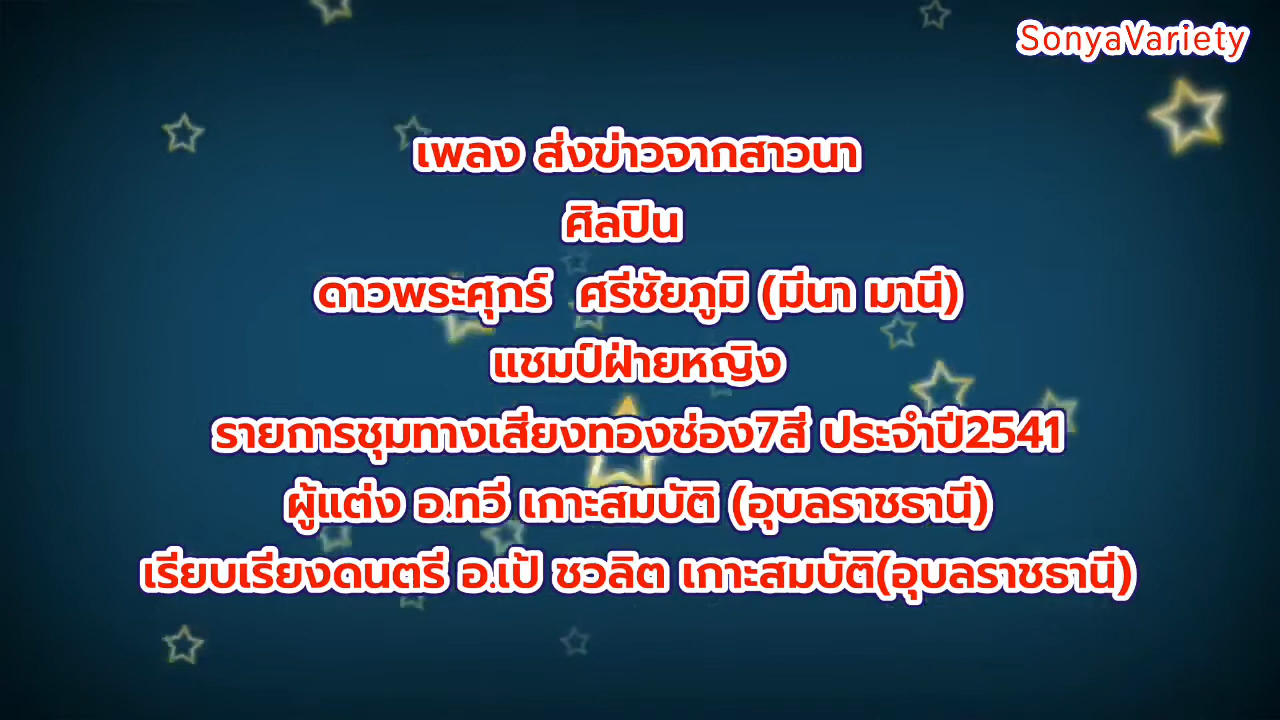 SonyaVariety
เพลง ส่งข่าวจากสาวนา
ศิลปิน
ดาวพระศุกร์ ศรีชัยภูมิ (มีนา มานี)
แชมป์ฝ่ายหญิง
รายการชุมทางเสียงทองช่อง7สี ประจำปี2541
ผู้แต่ง อ.ทวี เกาะสมบัติ (อุบลราชธานี)
เรียบเรียงดนตรี อ.เป้ ชวลิต เกาะสมบัติ(อุบลราชธานี)